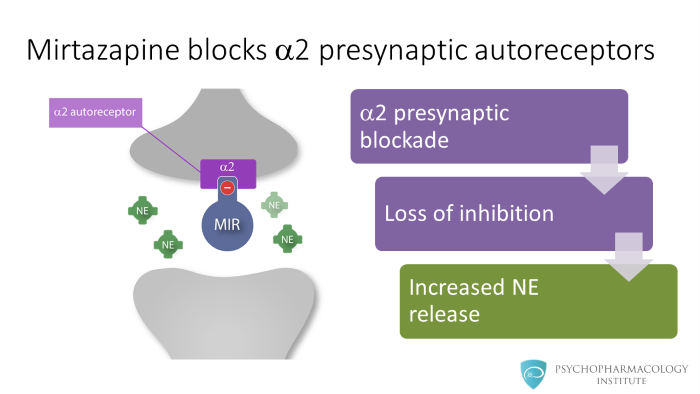 Mirtazapine blocks α2 presynaptic autoreceptors
α2 autoreceptor
α2
NE
NE
MIR
NE
NE
α2 presynaptic
blockade
Loss of inhibition
Increased NE
release
PSYCHOPHARMACOLOGY
INSTITUTE